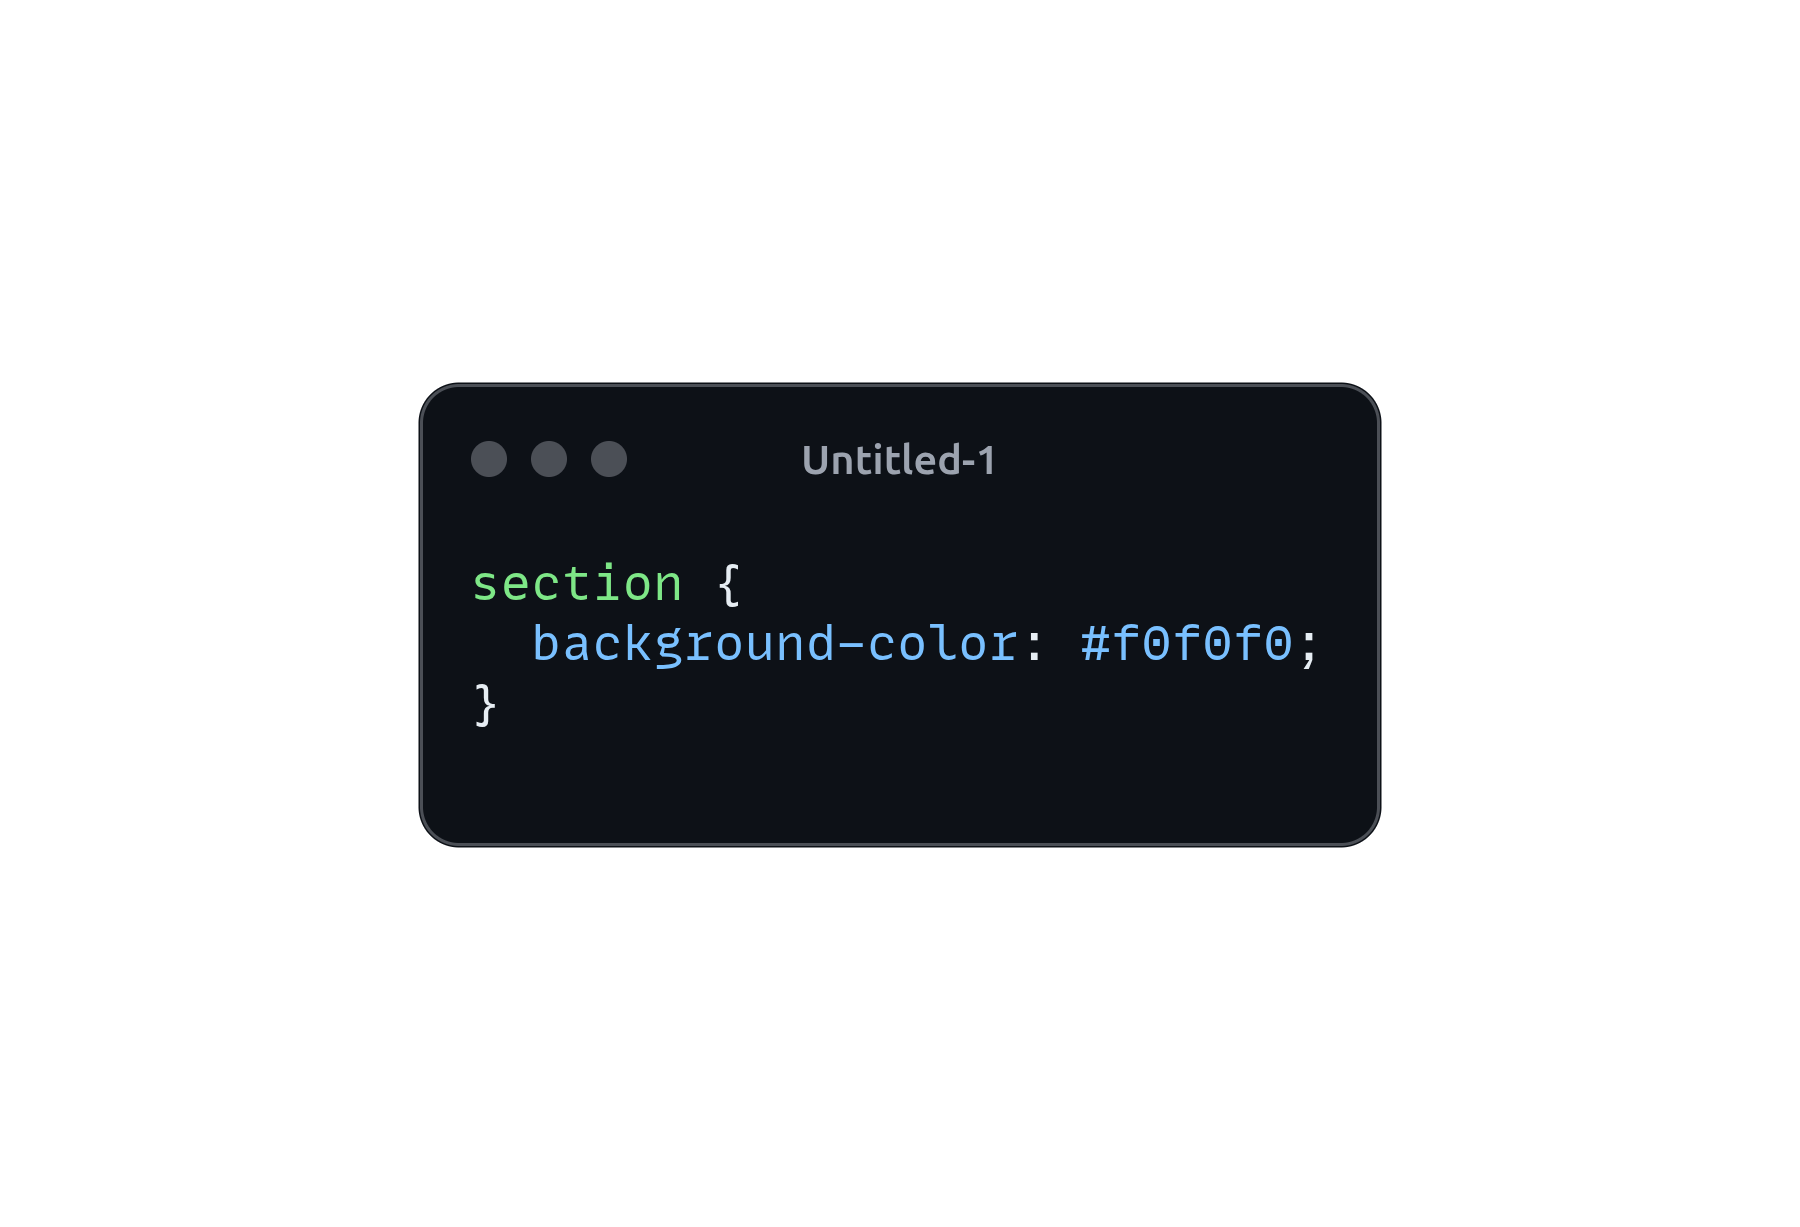 Untitled-1
section {
  background-color: #f0f0f0;
}